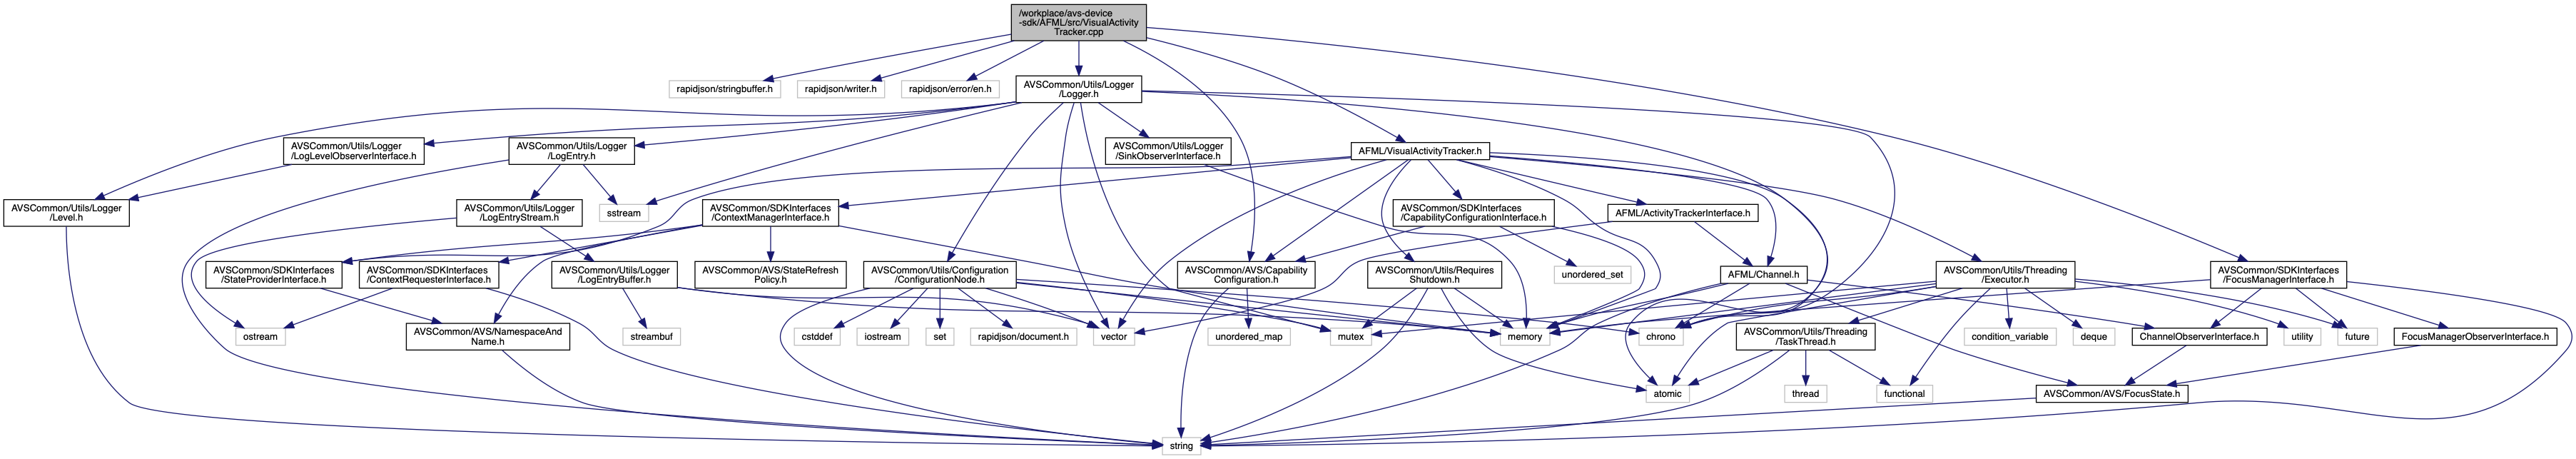 /workplace/avs-device
-sdk/AFML/src/VisualActivity
Tracker.cpp
rapidjson/stringbuffer.h
rapidjson/writer.h
rapidjson/error/en.h
AVSCommon/Utils/Logger
/Logger.h
AVSCommon/Utils/Logger
/LogLevelObserverInterface.h
AVSCommon/Utils/Logger
/LogEntry.h
AVSCommon/Utils/Logger
/SinkObserverInterface.h
AFML/VisualActivityTracker.h
AVSCommon/Utils/Logger
/Level.h
AVSCommon/Utils/Logger
/LogEntryStream.h
sstream
AVSCommon/SDKInterfaces
/ContextManagerInterface.h
AVSCommon/SDKInterfaces
/CapabilityConfigurationInterface.h
AFML/ActivityTrackerInterface.h
AVSCommon/SDKInterfaces
/StateProviderInterface.h
AVSCommon/SDKInterfaces
/ContextRequesterInterface.h
AVSCommon/Utils/Logger
/LogEntryBuffer.h
AVSCommon/AVS/StateRefresh
Policy.h
AVSCommon/Utils/Configuration
/ConfigurationNode.h
AVSCommon/AVS/Capability
Configuration.h
AVSCommon/Utils/Requires
Shutdown.h
unordered_set
AFML/Channel.h
AVSCommon/Utils/Threading
/Executor.h
AVSCommon/SDKInterfaces
/FocusManagerInterface.h
ostream
AVSCommon/AVS/NamespaceAnd
Name.h
streambuf
cstddef
iostream
set
rapidjson/document.h
vector
unordered_map
mutex
memory
chrono
AVSCommon/Utils/Threading
/TaskThread.h
condition_variable
deque
ChannelObserverInterface.h
utility
future
FocusManagerObserverInterface.h
atomic
thread
functional
AVSCommon/AVS/FocusState.h
string